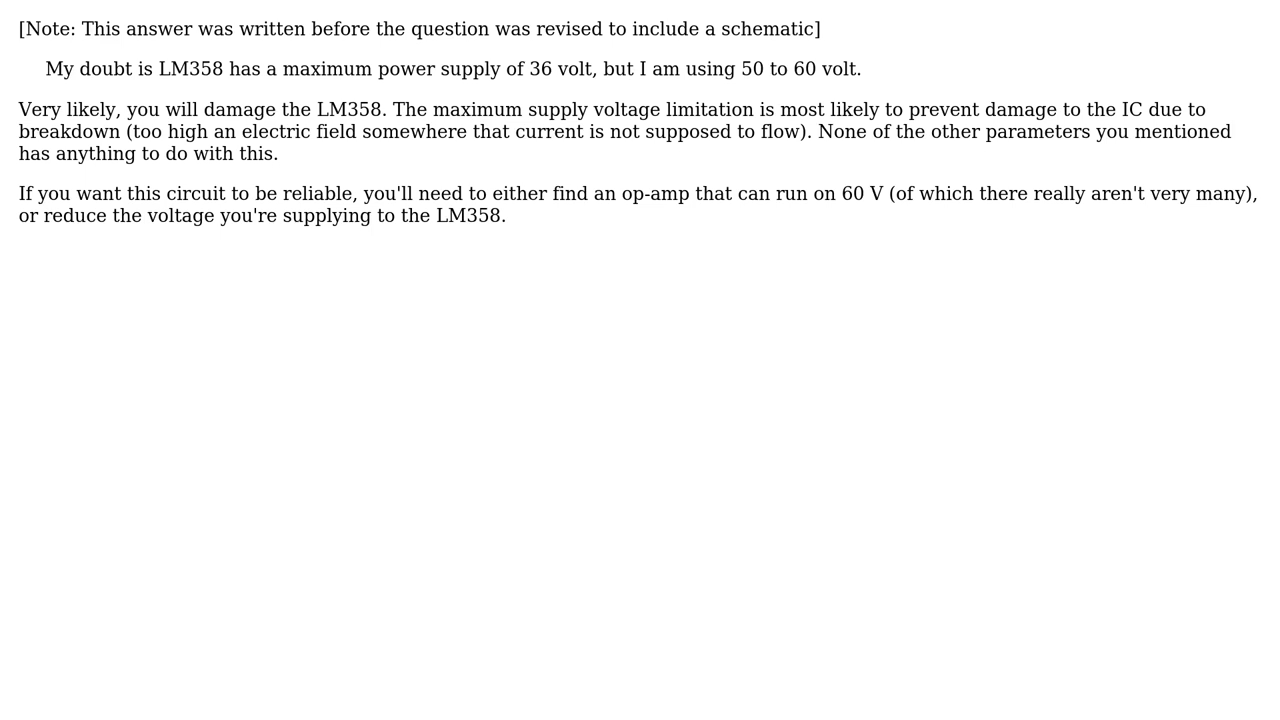 [Note: This answer was written before the question was revised to include a schematic]
My doubt is LM358 has a maximum power supply of 36 volt, but I am using 50 to 60 volt.
Very likely, you will damage the LM358. The maximum supply voltage limitation is most likely to prevent damage to the IC due to
breakdown (too high an electric field somewhere that current is not supposed to flow). None of the other parameters you mentioned
has anything to do with this.
If you want this circuit to be reliable, you'll need to either find an op-amp that can run on 60 V (of which there really aren't very many),
or reduce the voltage you're supplying to the LM358.